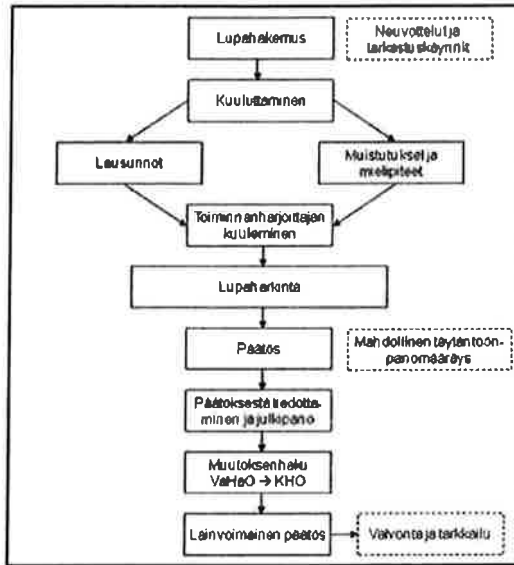 Lupahakemus
Neuvottelut ja
tarkastuskäynnit
Kuuluttaminen
Lausunnot
Muistutukset ja
mielipiteet
Toiminnanharjoittajan
kuuleminen
Lupaharkinta
Päätös
Mahdollinen täytäntöön-
panomääräys
Päätöksestä tiedotta-
minen ja julkipano
Muutoksenhaku
VaHaO → KHO
Lainvoimainen päätös
Valvonta ja tarkkailu